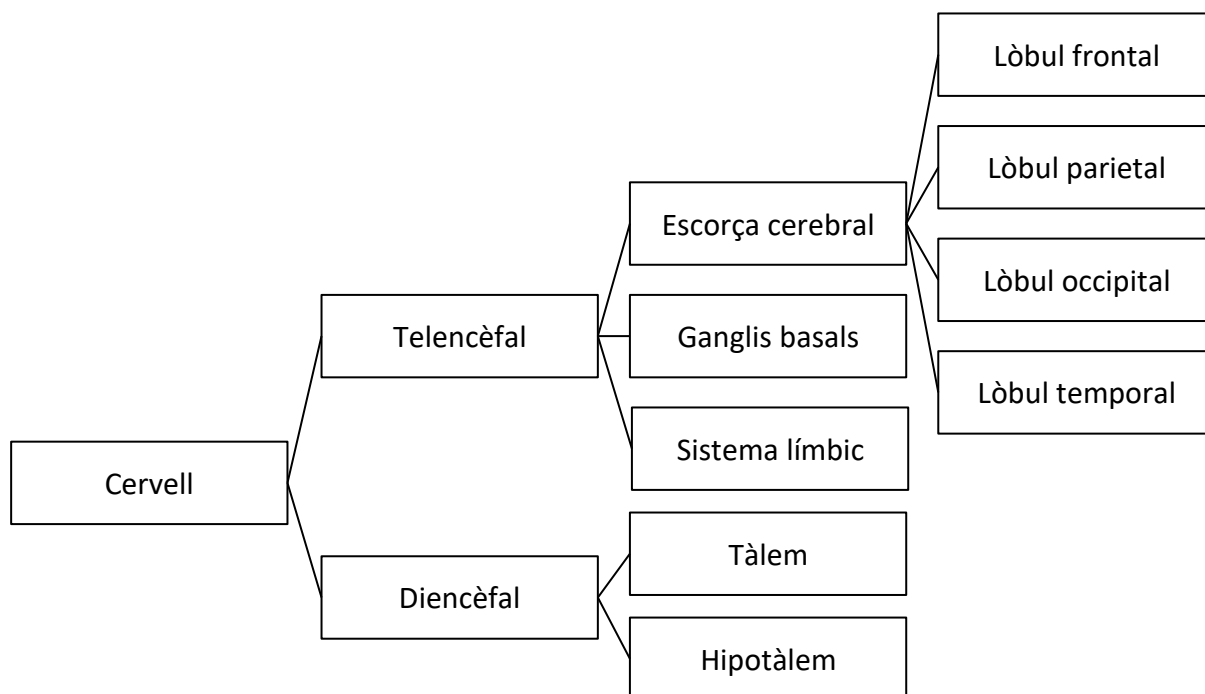 Lòbul frontal
Lòbul parietal
Escorça cerebral
Lòbul occipital
Telencèfal
Ganglis basals
Lòbul temporal
Sistema límbic
Cervell
Tàlem
Diencèfal
Hipotàlem